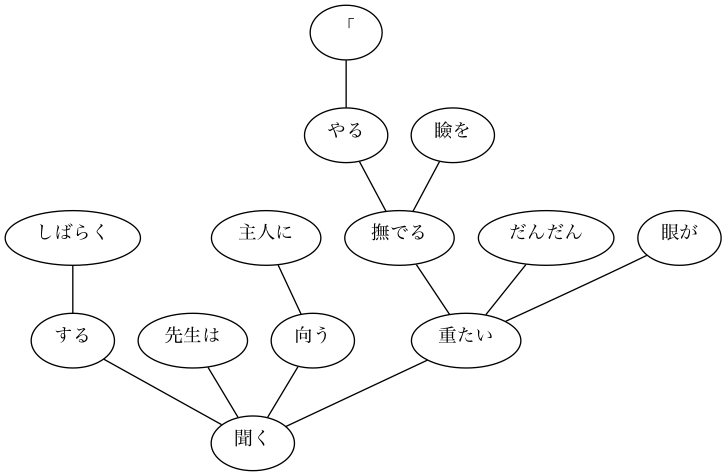 「
やる
瞼を
しばらく
主人に
撫でる
だんだん
眼が
する
先生は
向う
重たい
聞く